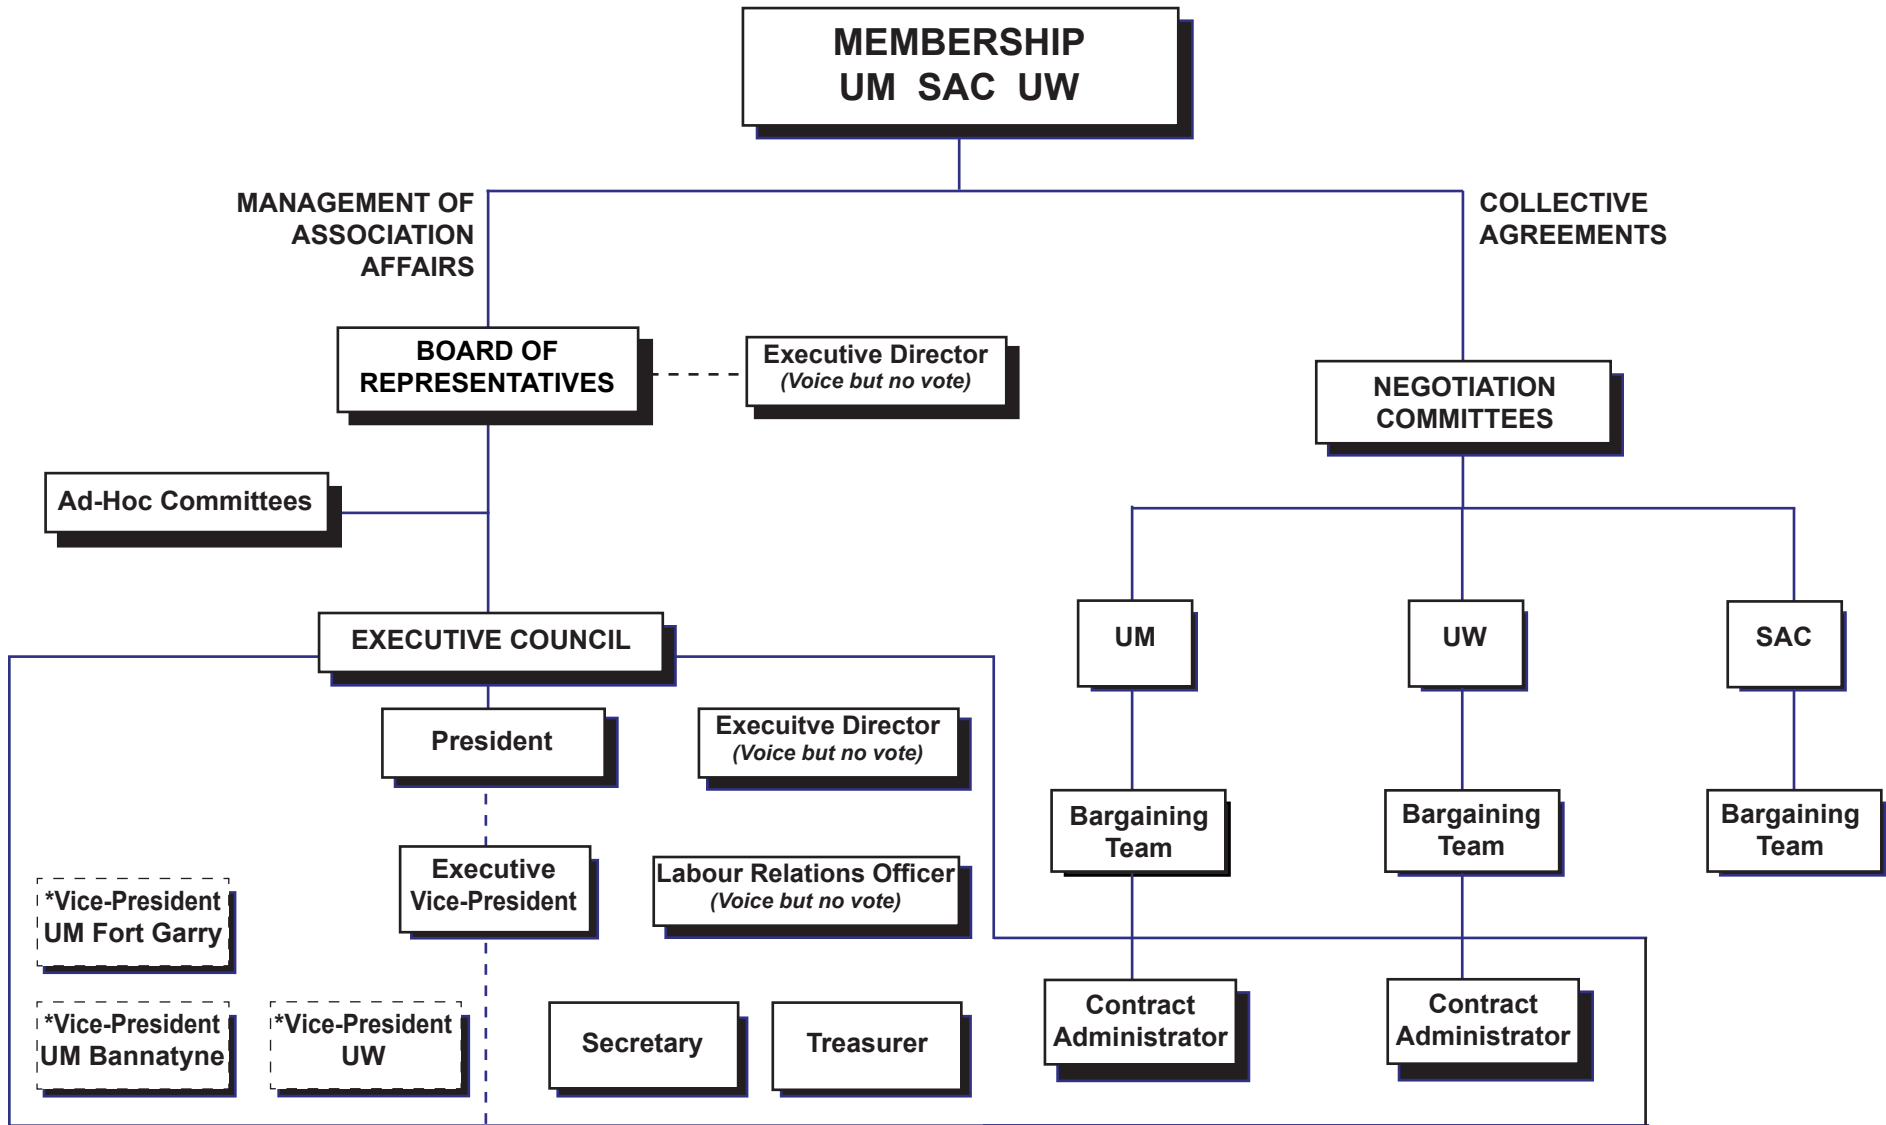 MEMBERSHIP
UM SAC UW
MANAGEMENT OF
ASSOCIATION
AFFAIRS
COLLECTIVE
AGREEMENTS
BOARD OF
REPRESENTATIVES
Executive Director
(Voice but no vote)
NEGOTIATION
COMMITTEES
Ad-Hoc Committees
EXECUTIVE COUNCIL
UM
UW
SAC
President
Execuitve Director
(Voice but no vote)
Bargaining
Team
Bargaining
Team
Bargaining
Team
Executive
Vice-President
Labour Relations Officer
(Voice but no vote)
*Vice-President
UM Fort Garry
*Vice-President
UM Bannatyne
*Vice-President
UW
Secretary
Treasurer
Contract
Administrator
Contract
Administrator